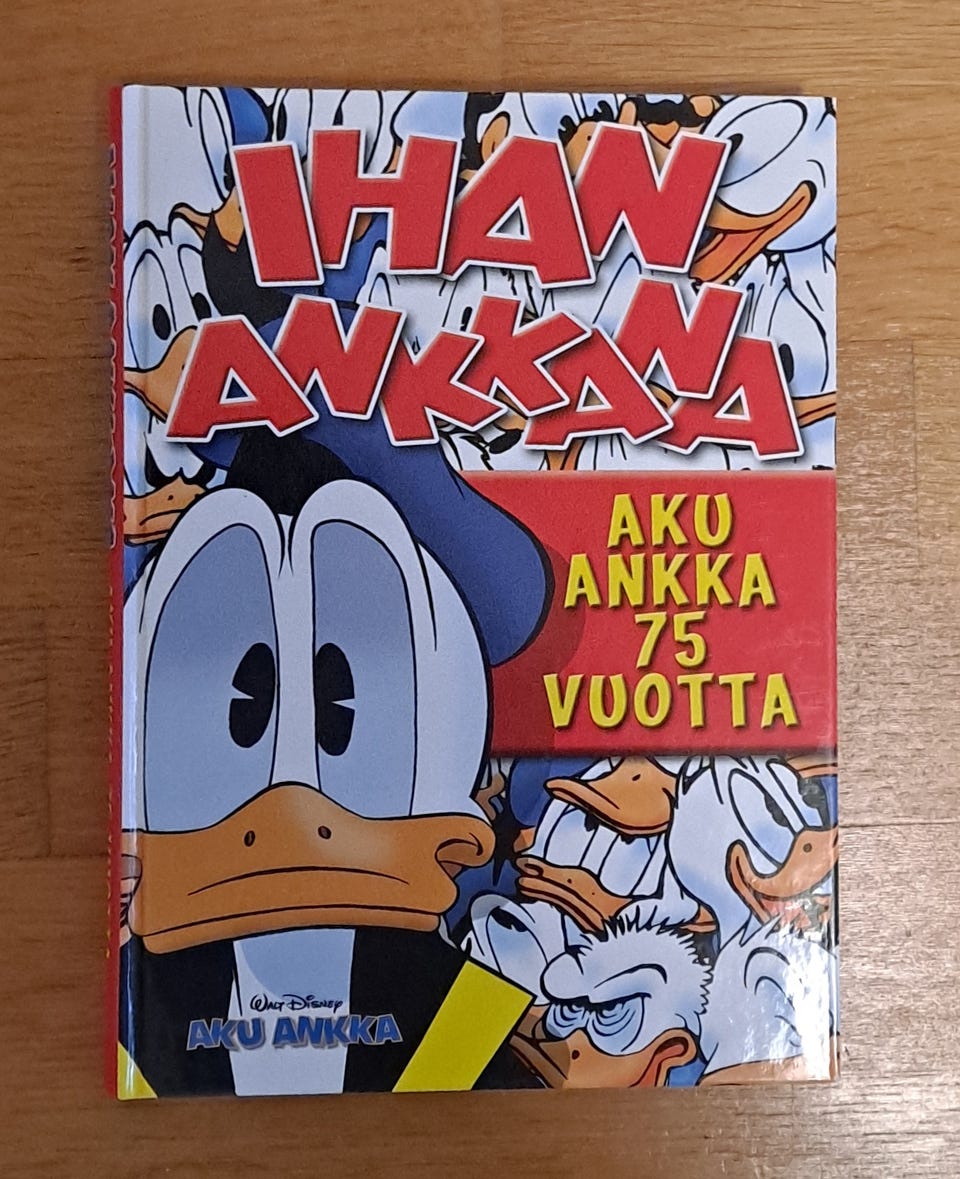 IHAN
ANKKANA
AKU
ANKKA
75
VUOTTA
WALT DISNEY
AKU ANKKA